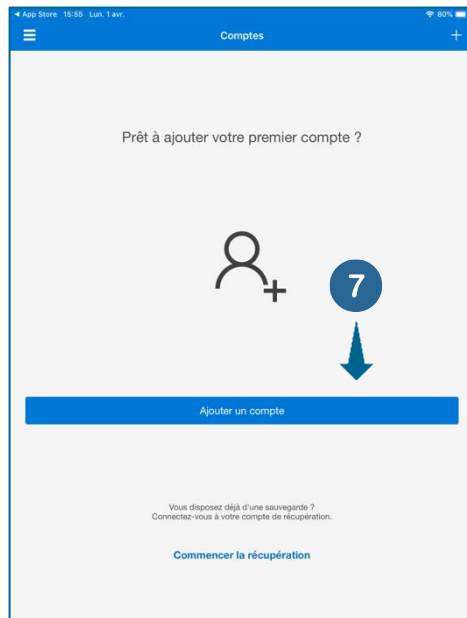 ◄ App Store 15:55 Lun. 1 avr. 80%
Comptes
Prêt à ajouter votre premier compte ?
7
Ajouter un compte
Vous disposez déjà d'une sauvegarde ?
Connectez-vous à votre compte de récupération.
Commencer la récupération